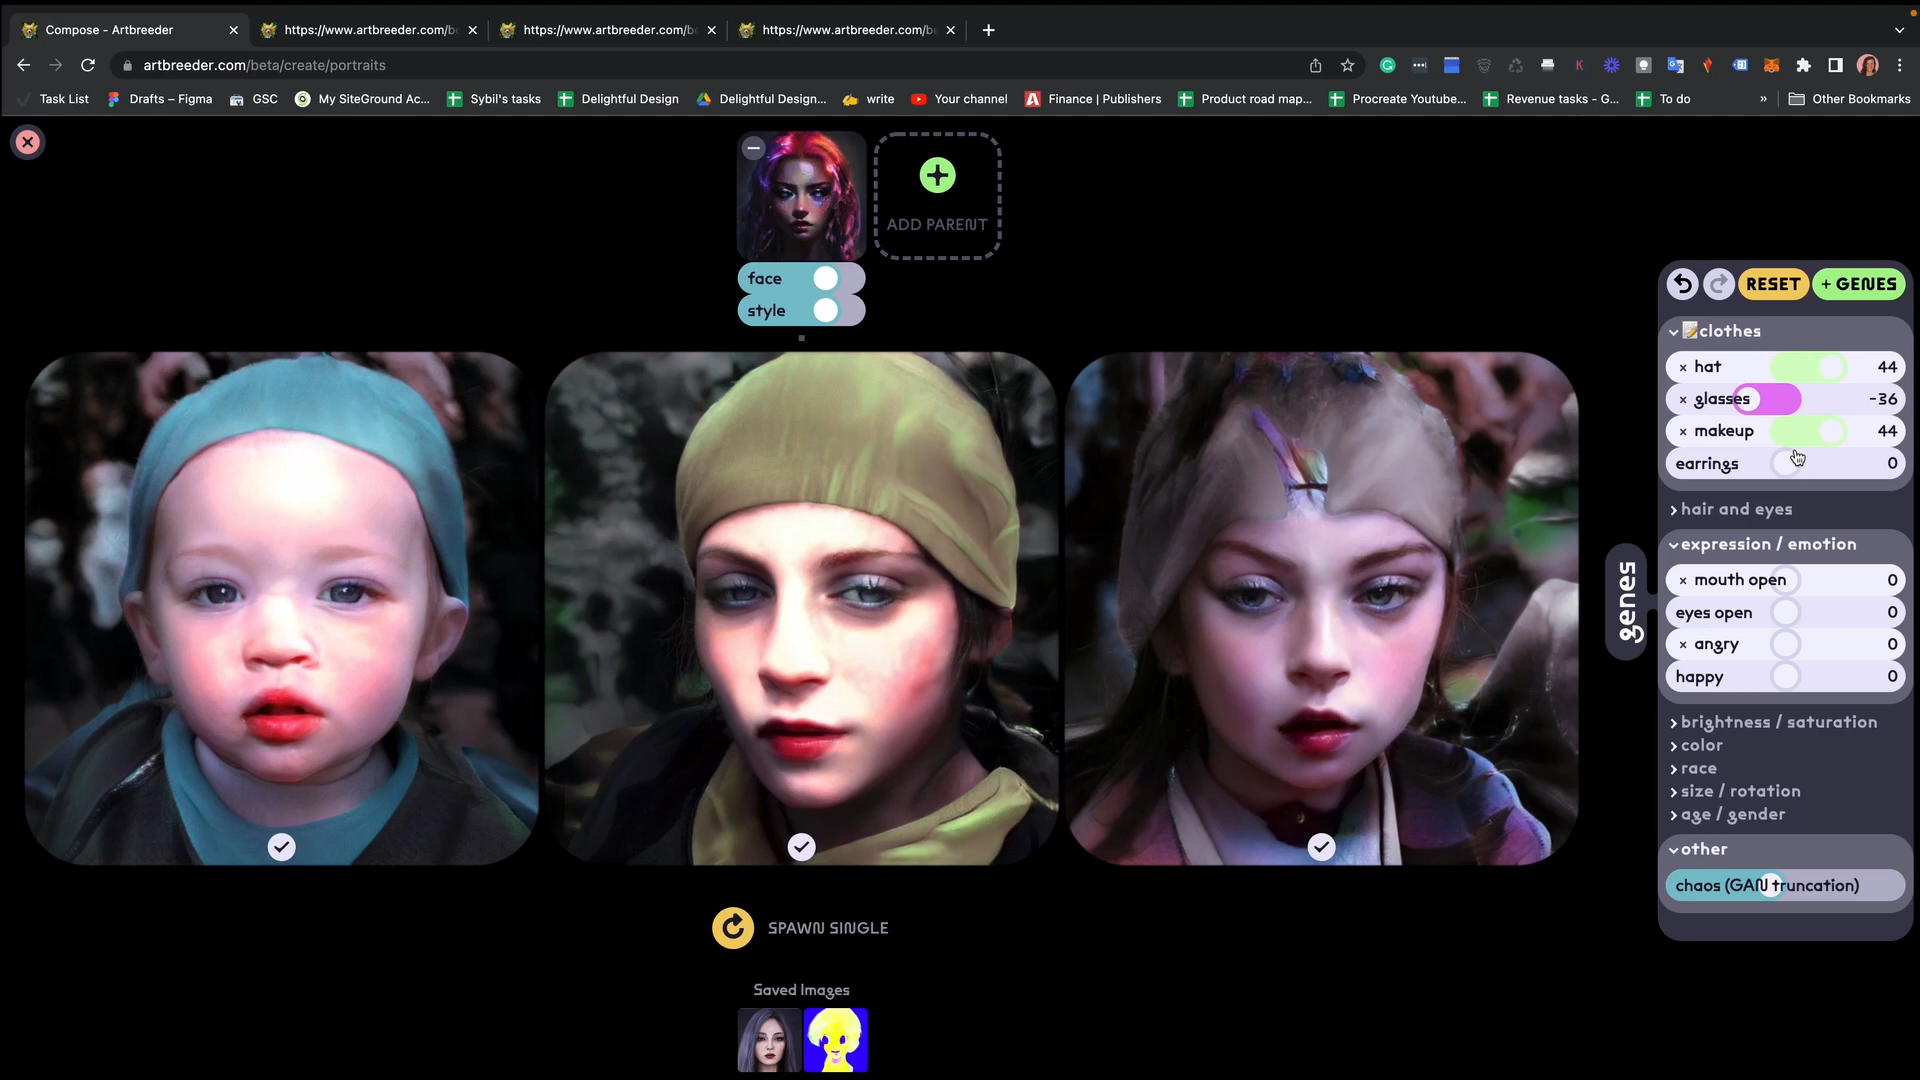 Compose - Artbreeder
https://www.artbreeder.com/be
https://www.artbreeder.com/be
https://www.artbreeder.com/be
artbreeder.com/beta/create/portraits
Task List
Drafts – Figma
GSC
My SiteGround Ac...
Sybil's tasks
Delightful Design
Delightful Design...
write
Your channel
Finance | Publishers
Product road map...
Procreate Youtube...
Revenue tasks - G...
To do
»
Other Bookmarks
ADD PARENT
face
style
RESET
+ GENES
clothes
× hat 44
× glasses -36
× makeup 44
earrings 0
hair and eyes
expression / emotion
× mouth open 0
eyes open 0
× angry 0
happy 0
brightness / saturation
color
race
size / rotation
age / gender
other
chaos (GAN truncation)
genes
SPAWN SINGLE
Saved Images